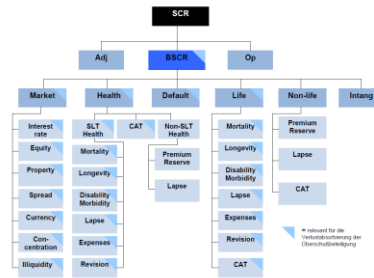 SCR
Adj
BSCR
Op
Market
Health
Default
Life
Non-life
Intang
Interest
rate
Equity
Property
Spread
Currency
Con-
centration
Illiquidity
SLT
Health
CAT
Non-SLT
Health
Mortality
Longevity
Disability
Morbidity
Lapse
Expenses
Revision
Premium
Reserve
Lapse
Mortality
Longevity
Disability
Morbidity
Lapse
Expenses
Revision
CAT
Premium
Reserve
Lapse
CAT
= relevant für die
Verlustabsorbierung der
Überschußbeteiligung